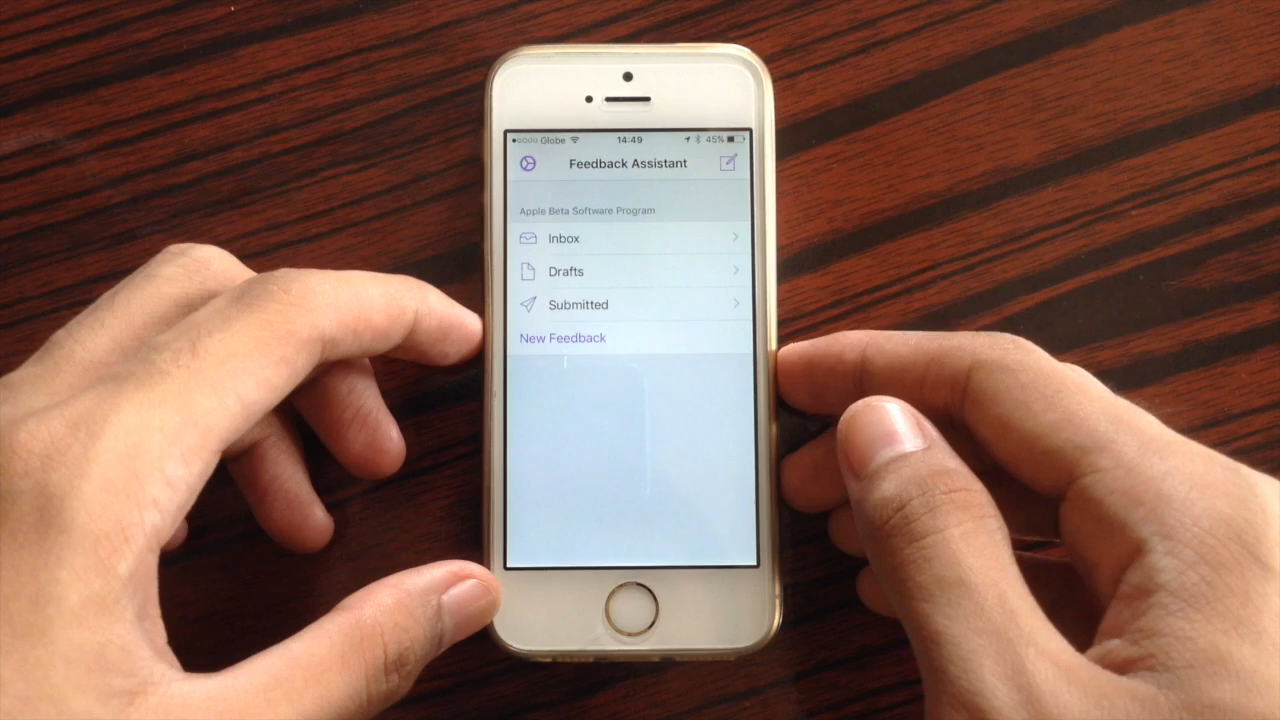 Globe 14:49 45%
Feedback Assistant
Apple Beta Software Program
Inbox
Drafts
Submitted
New Feedback